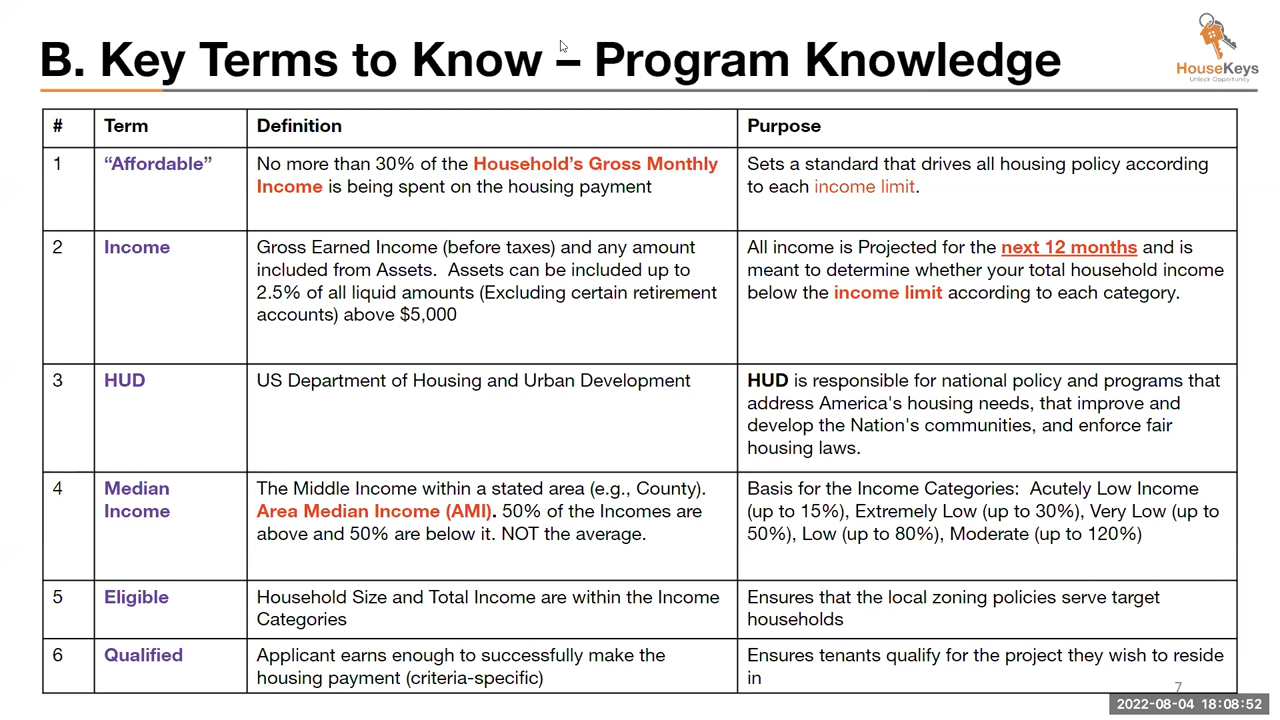 B. Key Terms to Know – Program Knowledge
HouseKeys
Unlock Opportunity
# Term Definition Purpose
1 “Affordable” No more than 30% of the Household’s Gross Monthly Sets a standard that drives all housing policy according
Income is being spent on the housing payment to each income limit.
2 Income Gross Earned Income (before taxes) and any amount All income is Projected for the next 12 months and is
included from Assets. Assets can be included up to meant to determine whether your total household income
2.5% of all liquid amounts (Excluding certain retirement below the income limit according to each category.
accounts) above $5,000
3 HUD US Department of Housing and Urban Development HUD is responsible for national policy and programs that
address America's housing needs, that improve and
develop the Nation's communities, and enforce fair
housing laws.
4 Median The Middle Income within a stated area (e.g., County). Basis for the Income Categories: Acutely Low Income
Income Area Median Income (AMI). 50% of the Incomes are (up to 15%), Extremely Low (up to 30%), Very Low (up to
above and 50% are below it. NOT the average. 50%), Low (up to 80%), Moderate (up to 120%)
5 Eligible Household Size and Total Income are within the Income Ensures that the local zoning policies serve target
Categories households
6 Qualified Applicant earns enough to successfully make the Ensures tenants qualify for the project they wish to reside
housing payment (criteria-specific) in
7
2022-08-04 18:08:52